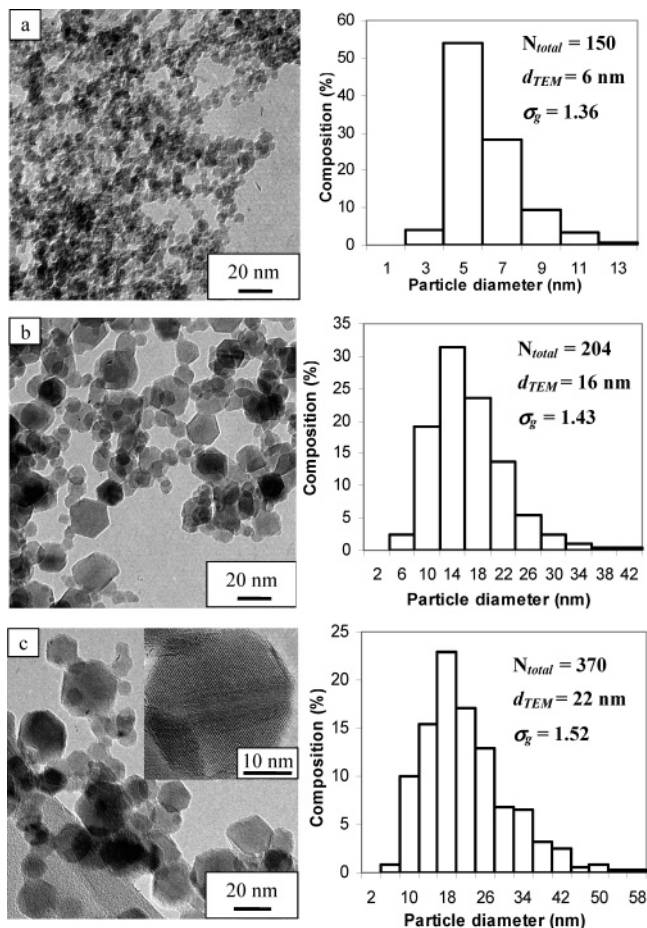 a
20 nm
Composition (%)
60
50
40
30
20
10
0
N_total = 150
d_TEM = 6 nm
σ_g = 1.36
1 3 5 7 9 11 13
Particle diameter (nm)
b
20 nm
Composition (%)
35
30
25
20
15
10
5
0
N_total = 204
d_TEM = 16 nm
σ_g = 1.43
2 6 10 14 18 22 26 30 34 38 42
Particle diameter (nm)
c
10 nm
20 nm
Composition (%)
25
20
15
10
5
0
N_total = 370
d_TEM = 22 nm
σ_g = 1.52
2 10 18 26 34 42 50 58
Particle diameter (nm)